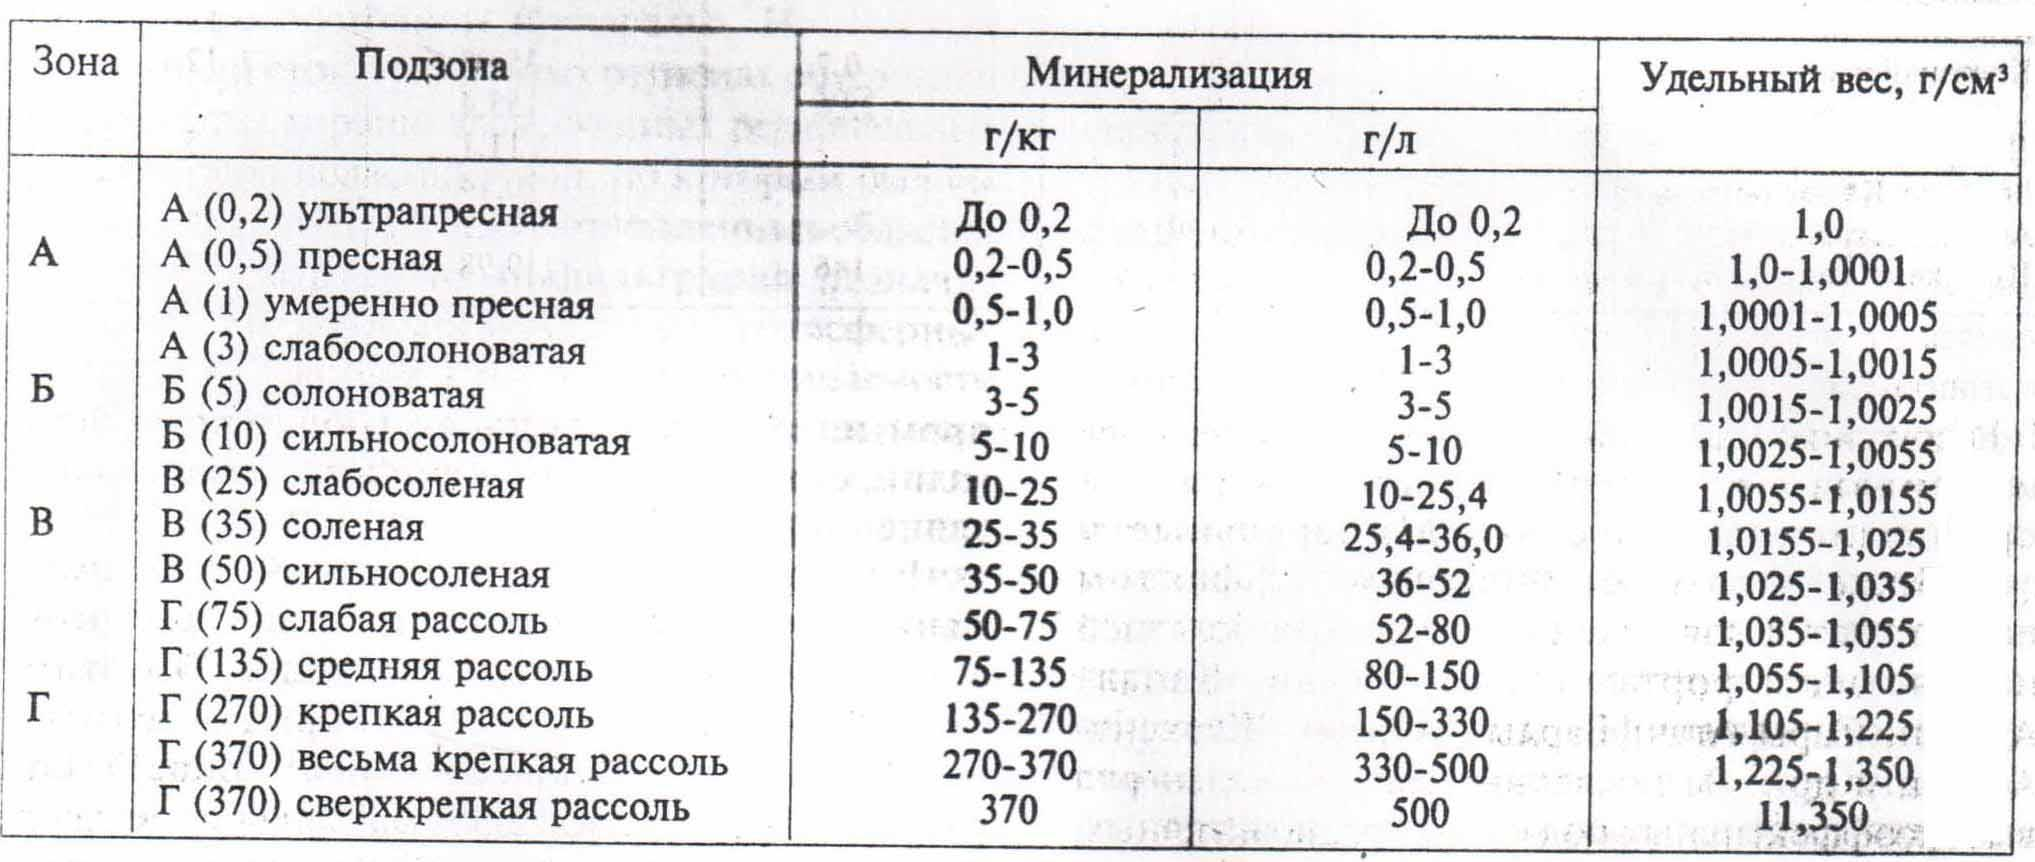 Зона Подзона Минерализация Удельный вес, г/см³
г/кг г/л
А (0,2) ультрапресная До 0,2 До 0,2 1,0
А А (0,5) пресная 0,2-0,5 0,2-0,5 1,0-1,0001
А (1) умеренно пресная 0,5-1,0 0,5-1,0 1,0001-1,0005
А (3) слабосолоноватая 1-3 1-3 1,0005-1,0015
Б Б (5) солоноватая 3-5 3-5 1,0015-1,0025
Б (10) сильносолоноватая 5-10 5-10 1,0025-1,0055
В (25) слабосоленая 10-25 10-25,4 1,0055-1,0155
В В (35) соленая 25-35 25,4-36,0 1,0155-1,025
В (50) сильносоленая 35-50 36-52 1,025-1,035
Г (75) слабая рассоль 50-75 52-80 1,035-1,055
Г (135) средняя рассоль 75-135 80-150 1,055-1,105
Г Г (270) крепкая рассоль 135-270 150-330 1,105-1,225
Г (370) весьма крепкая рассоль 270-370 330-500 1,225-1,350
Г (370) сверхкрепкая рассоль 370 500 11,350